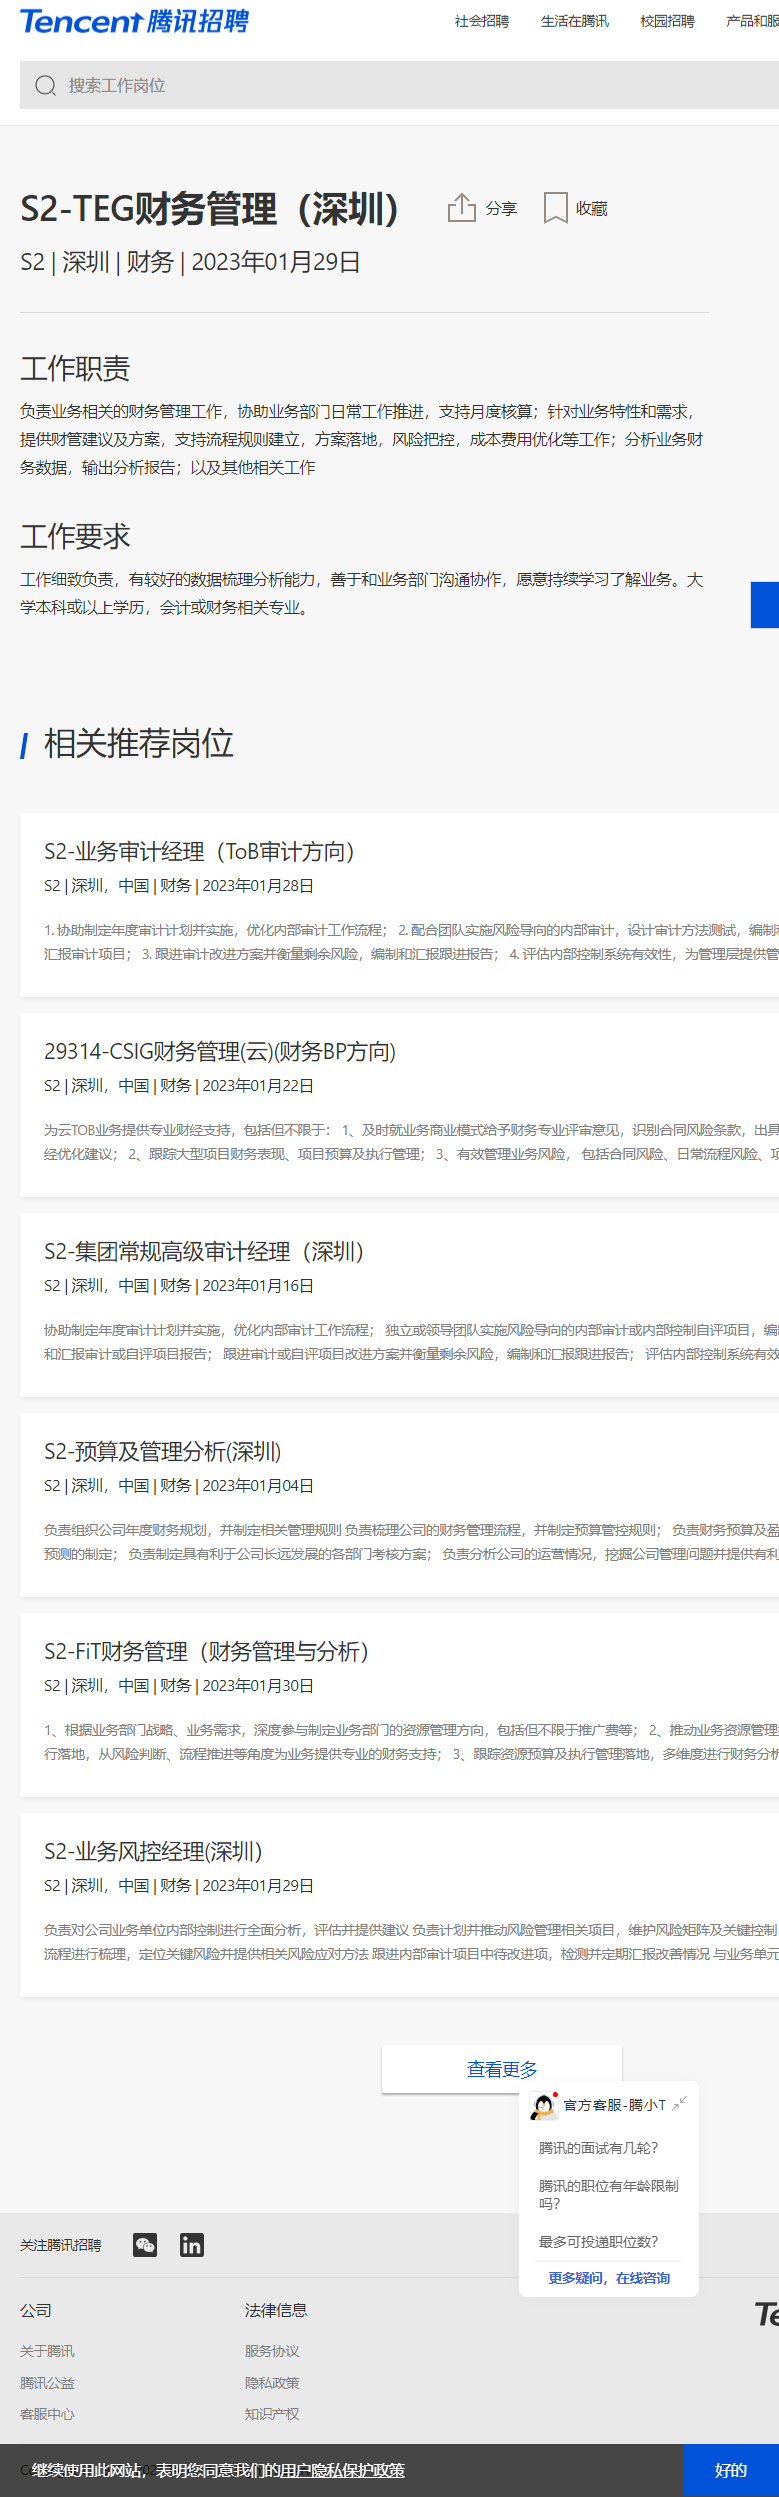 Tencent 腾讯招聘
社会招聘 生活在腾讯 校园招聘 产品和服
搜索工作岗位
S2-TEG财务管理（深圳） 分享 收藏
S2 | 深圳 | 财务 | 2023年01月29日
工作职责
负责业务相关的财务管理工作，协助业务部门日常工作推进，支持月度核算；针对业务特性和需求，
提供财管建议及方案，支持流程规则建立，方案落地，风险把控，成本费用优化等工作；分析业务财
务数据，输出分析报告；以及其他相关工作
工作要求
工作细致负责，有较好的数据梳理分析能力，善于和业务部门沟通协作，愿意持续学习了解业务。大
学本科或以上学历，会计或财务相关专业。
相关推荐岗位
S2-业务审计经理（ToB审计方向）
S2 | 深圳，中国 | 财务 | 2023年01月28日
1. 协助制定年度审计计划并实施，优化内部审计工作流程； 2. 配合团队实施风险导向的内部审计，设计审计方法测试，编制和
汇报审计项目； 3. 跟进审计改进方案并衡量剩余风险，编制和汇报跟进报告； 4. 评估内部控制系统有效性，为管理层提供管
29314-CSIG财务管理(云)(财务BP方向)
S2 | 深圳，中国 | 财务 | 2023年01月22日
为云TOB业务提供专业财经支持，包括但不限于： 1、及时就业务商业模式给予财务专业评审意见，识别合同风险条款，出具
经优化建议； 2、跟踪大型项目财务表现、项目预算及执行管理； 3、有效管理业务风险， 包括合同风险、日常流程风险、项
S2-集团常规高级审计经理（深圳）
S2 | 深圳，中国 | 财务 | 2023年01月16日
协助制定年度审计计划并实施，优化内部审计工作流程； 独立或领导团队实施风险导向的内部审计或内部控制自评项目，编制
和汇报审计或自评项目报告； 跟进审计或自评项目改进方案并衡量剩余风险，编制和汇报跟进报告； 评估内部控制系统有效
S2-预算及管理分析(深圳)
S2 | 深圳，中国 | 财务 | 2023年01月04日
负责组织公司年度财务规划，并制定相关管理规则 负责梳理公司的财务管理流程，并制定预算管控规则； 负责财务预算及盈
预测的制定； 负责制定具有利于公司长远发展的各部门考核方案； 负责分析公司的运营情况，挖掘公司管理问题并提供有利
S2-FiT财务管理（财务管理与分析）
S2 | 深圳，中国 | 财务 | 2023年01月30日
1、根据业务部门战略、业务需求，深度参与制定业务部门的资源管理方向，包括但不限于推广费等； 2、推动业务资源管理
行落地，从风险判断、流程推进等角度为业务提供专业的财务支持； 3、跟踪资源预算及执行管理落地，多维度进行财务分析
S2-业务风控经理(深圳）
S2 | 深圳，中国 | 财务 | 2023年01月29日
负责对公司业务单位内部控制进行全面分析，评估并提供建议 负责计划并推动风险管理相关项目，维护风险矩阵及关键控制
流程进行梳理，定位关键风险并提供相关风险应对方法 跟进内部审计项目中待改进项，检测并定期汇报改善情况 与业务单元
查看更多
官方客服-腾小T
腾讯的面试有几轮？
腾讯的职位有年龄限制
吗？
最多可投递职位数？
更多疑问，在线咨询
关注腾讯招聘
公司 法律信息
Te
关于腾讯 服务协议
腾讯公益 隐私政策
客服中心 知识产权
继续使用此网站，表明您同意我们的用户隐私保护政策 好的